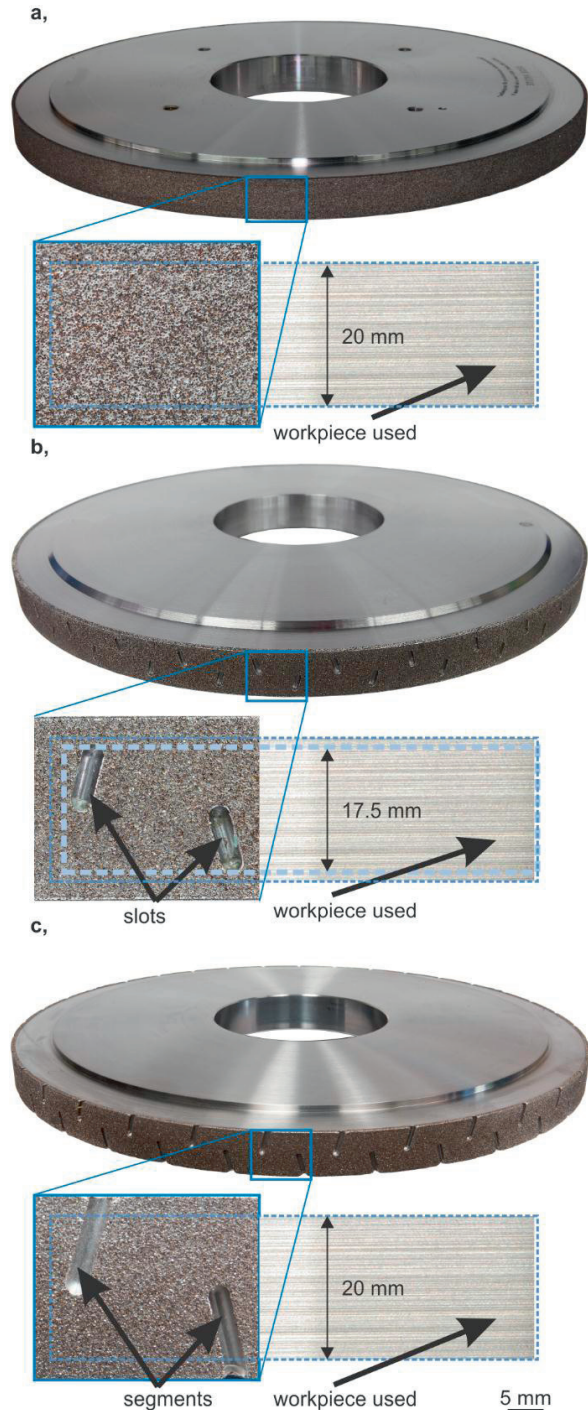 a,
20 mm
workpiece used
b,
17.5 mm
slots
workpiece used
c,
20 mm
segments
workpiece used
5 mm